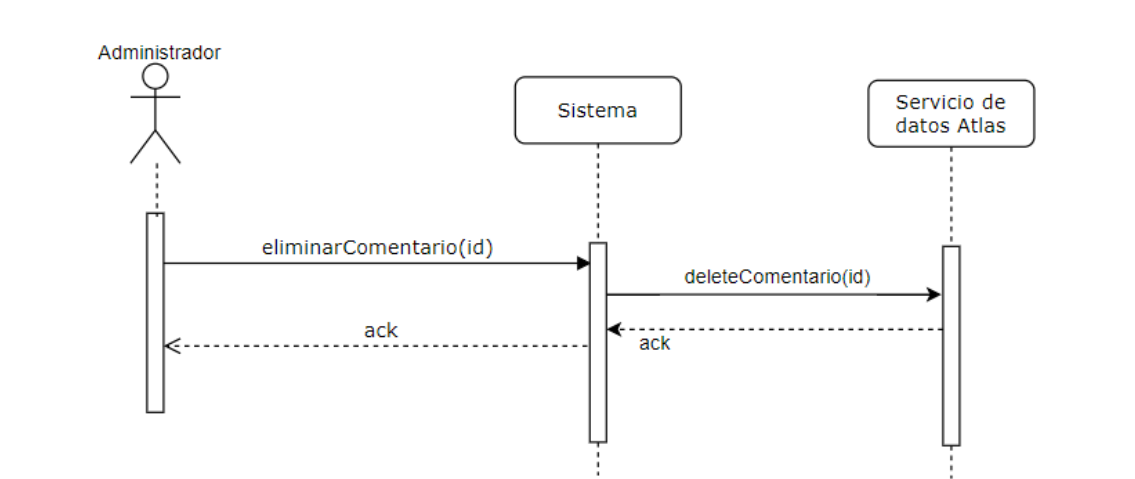 Administrador
Sistema
Servicio de
datos Atlas
eliminarComentario(id)
deleteComentario(id)
ack
ack